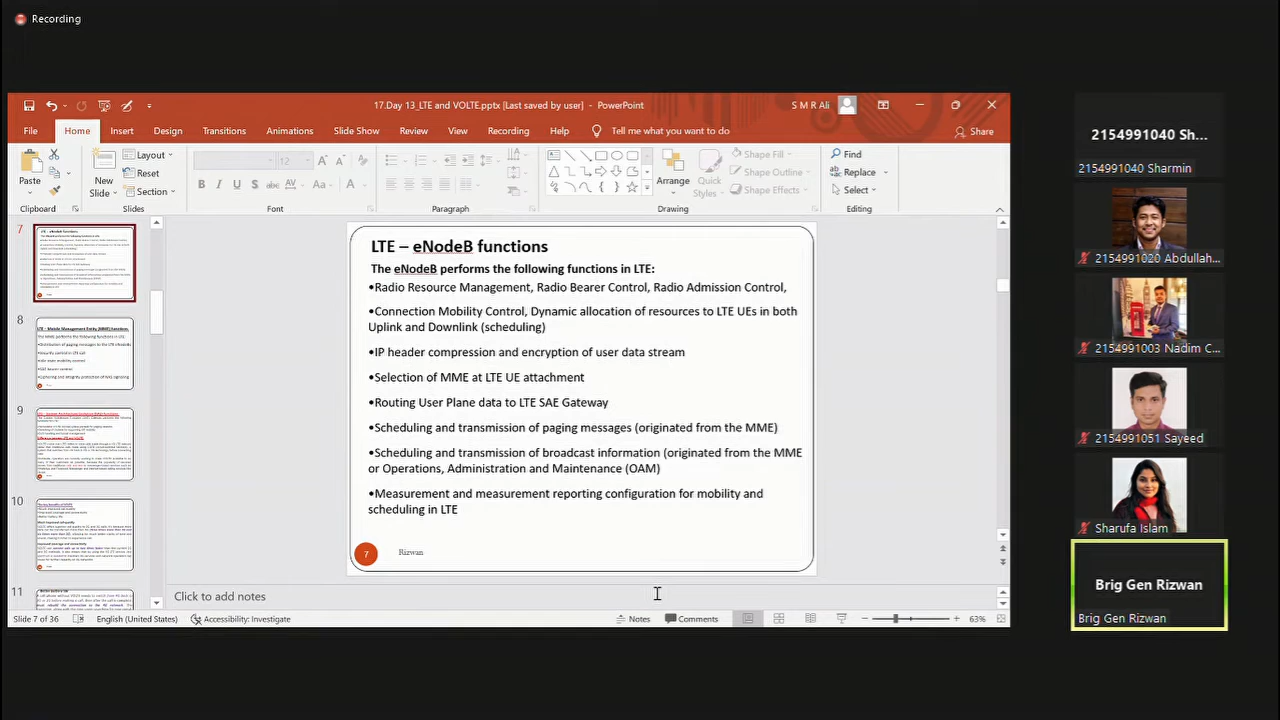 Recording
17.Day 13_LTE and VOLTE.pptx [Last saved by user] - PowerPoint
S M R Ali
File Home Insert Design Transitions Animations Slide Show Review View Recording Help Tell me what you want to do Share
Paste
New Slide
Layout
Reset
Section
12
B I U S abc AV Aa A
Arrange
Quick Styles
Shape Fill
Shape Outline
Shape Effects
Find
Replace
Select
Clipboard Slides Font Paragraph Drawing Editing
7
8
9
10
11
LTE – eNodeB functions
The eNodeB performs the following functions in LTE:
•Radio Resource Management, Radio Bearer Control, Radio Admission Control,
•Connection Mobility Control, Dynamic allocation of resources to LTE UEs in both
Uplink and Downlink (scheduling)
•IP header compression and encryption of user data stream
•Selection of MME at LTE UE attachment
•Routing User Plane data to LTE SAE Gateway
•Scheduling and transmission of paging messages (originated from the MME)
•Scheduling and transmission of broadcast information (originated from the MME
or Operations, Administration and Maintenance (OAM)
•Measurement and measurement reporting configuration for mobility and
scheduling in LTE
7 Rizwan
Click to add notes
Slide 7 of 36 English (United States) Accessibility: Investigate Notes Comments 63%
2154991040 Sh...
2154991040 Sharmin
2154991020 Abdullah...
2154991003 Nadim C...
2154991051 Sayeed
Sharufa Islam
Brig Gen Rizwan
Brig Gen Rizwan